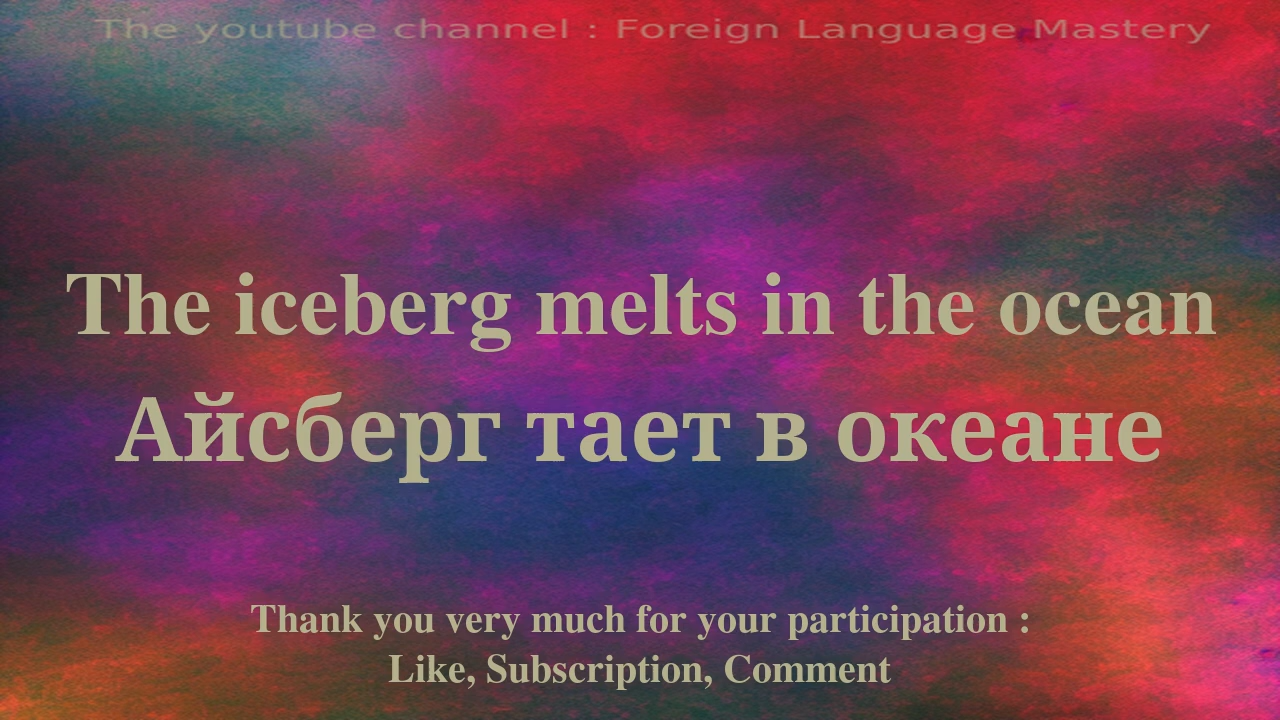 The youtube channel : Foreign Language Mastery
The iceberg melts in the ocean
Айсберг тает в океане
Thank you very much for your participation :
Like, Subscription, Comment